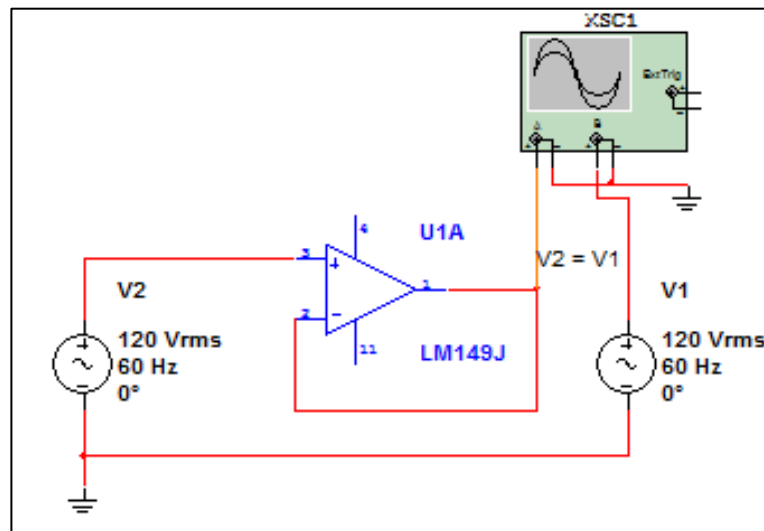 XSC1
Ext Trig
+
-
A
B
+ - + -
4
U1A
3
+
1
V2 = V1
V2
V1
2
-
120 Vrms
60 Hz
0°
11
LM149J
120 Vrms
60 Hz
0°